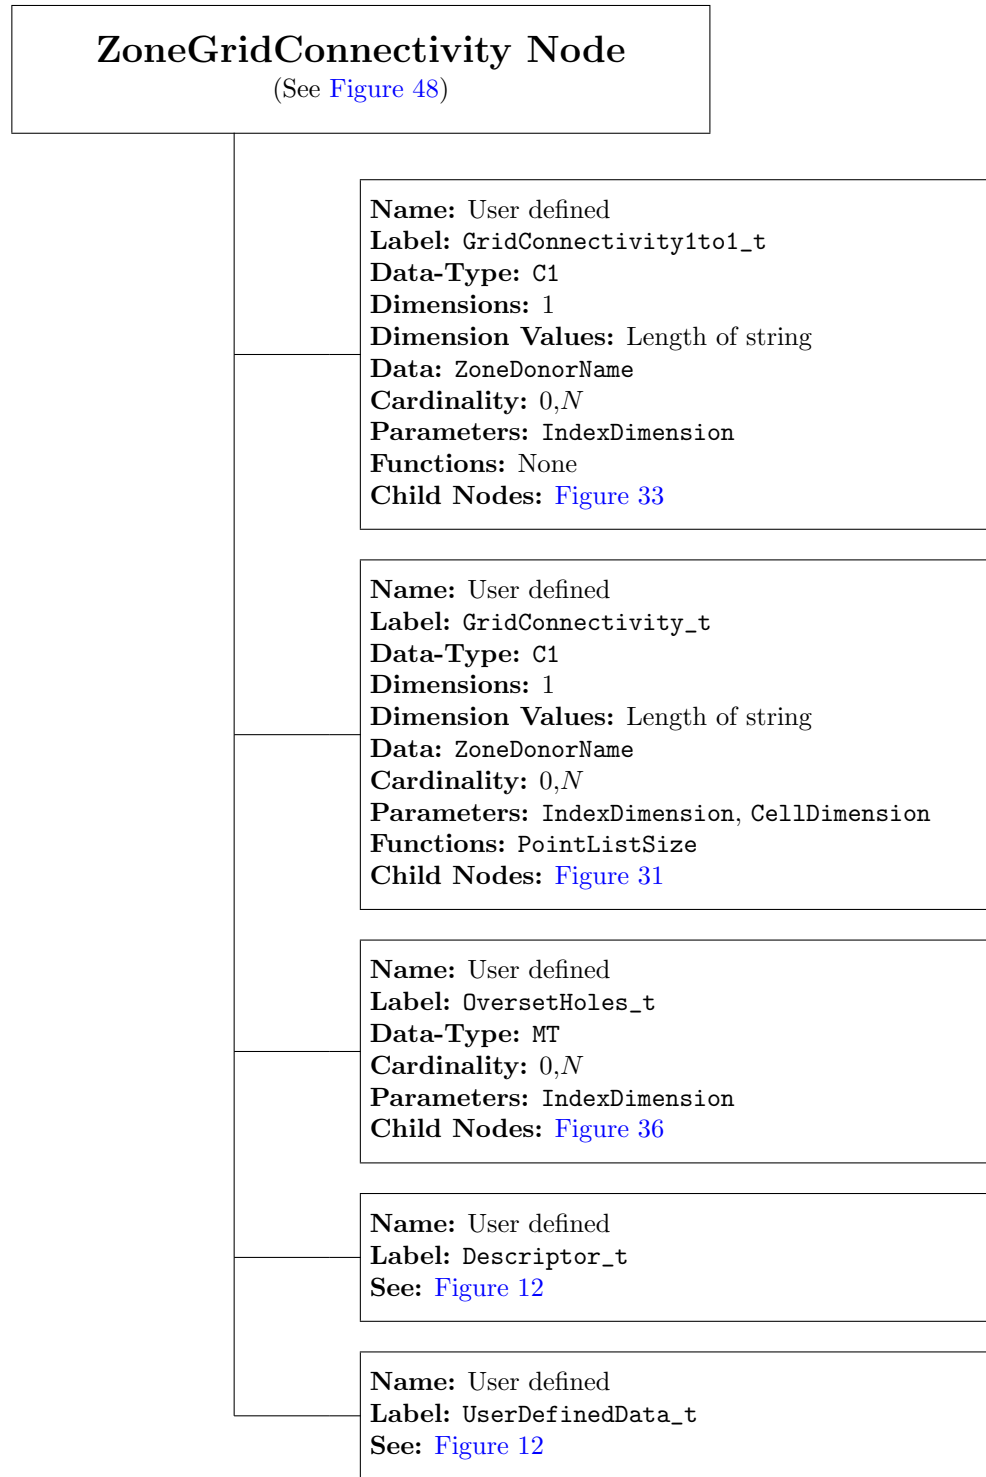 ZoneGridConnectivity Node
(See Figure 48)
Name: User defined
Label: GridConnectivity1to1_t
Data-Type: C1
Dimensions: 1
Dimension Values: Length of string
Data: ZoneDonorName
Cardinality: 0,N
Parameters: IndexDimension
Functions: None
Child Nodes: Figure 33
Name: User defined
Label: GridConnectivity_t
Data-Type: C1
Dimensions: 1
Dimension Values: Length of string
Data: ZoneDonorName
Cardinality: 0,N
Parameters: IndexDimension, CellDimension
Functions: PointListSize
Child Nodes: Figure 31
Name: User defined
Label: OversetHoles_t
Data-Type: MT
Cardinality: 0,N
Parameters: IndexDimension
Child Nodes: Figure 36
Name: User defined
Label: Descriptor_t
See: Figure 12
Name: User defined
Label: UserDefinedData_t
See: Figure 12